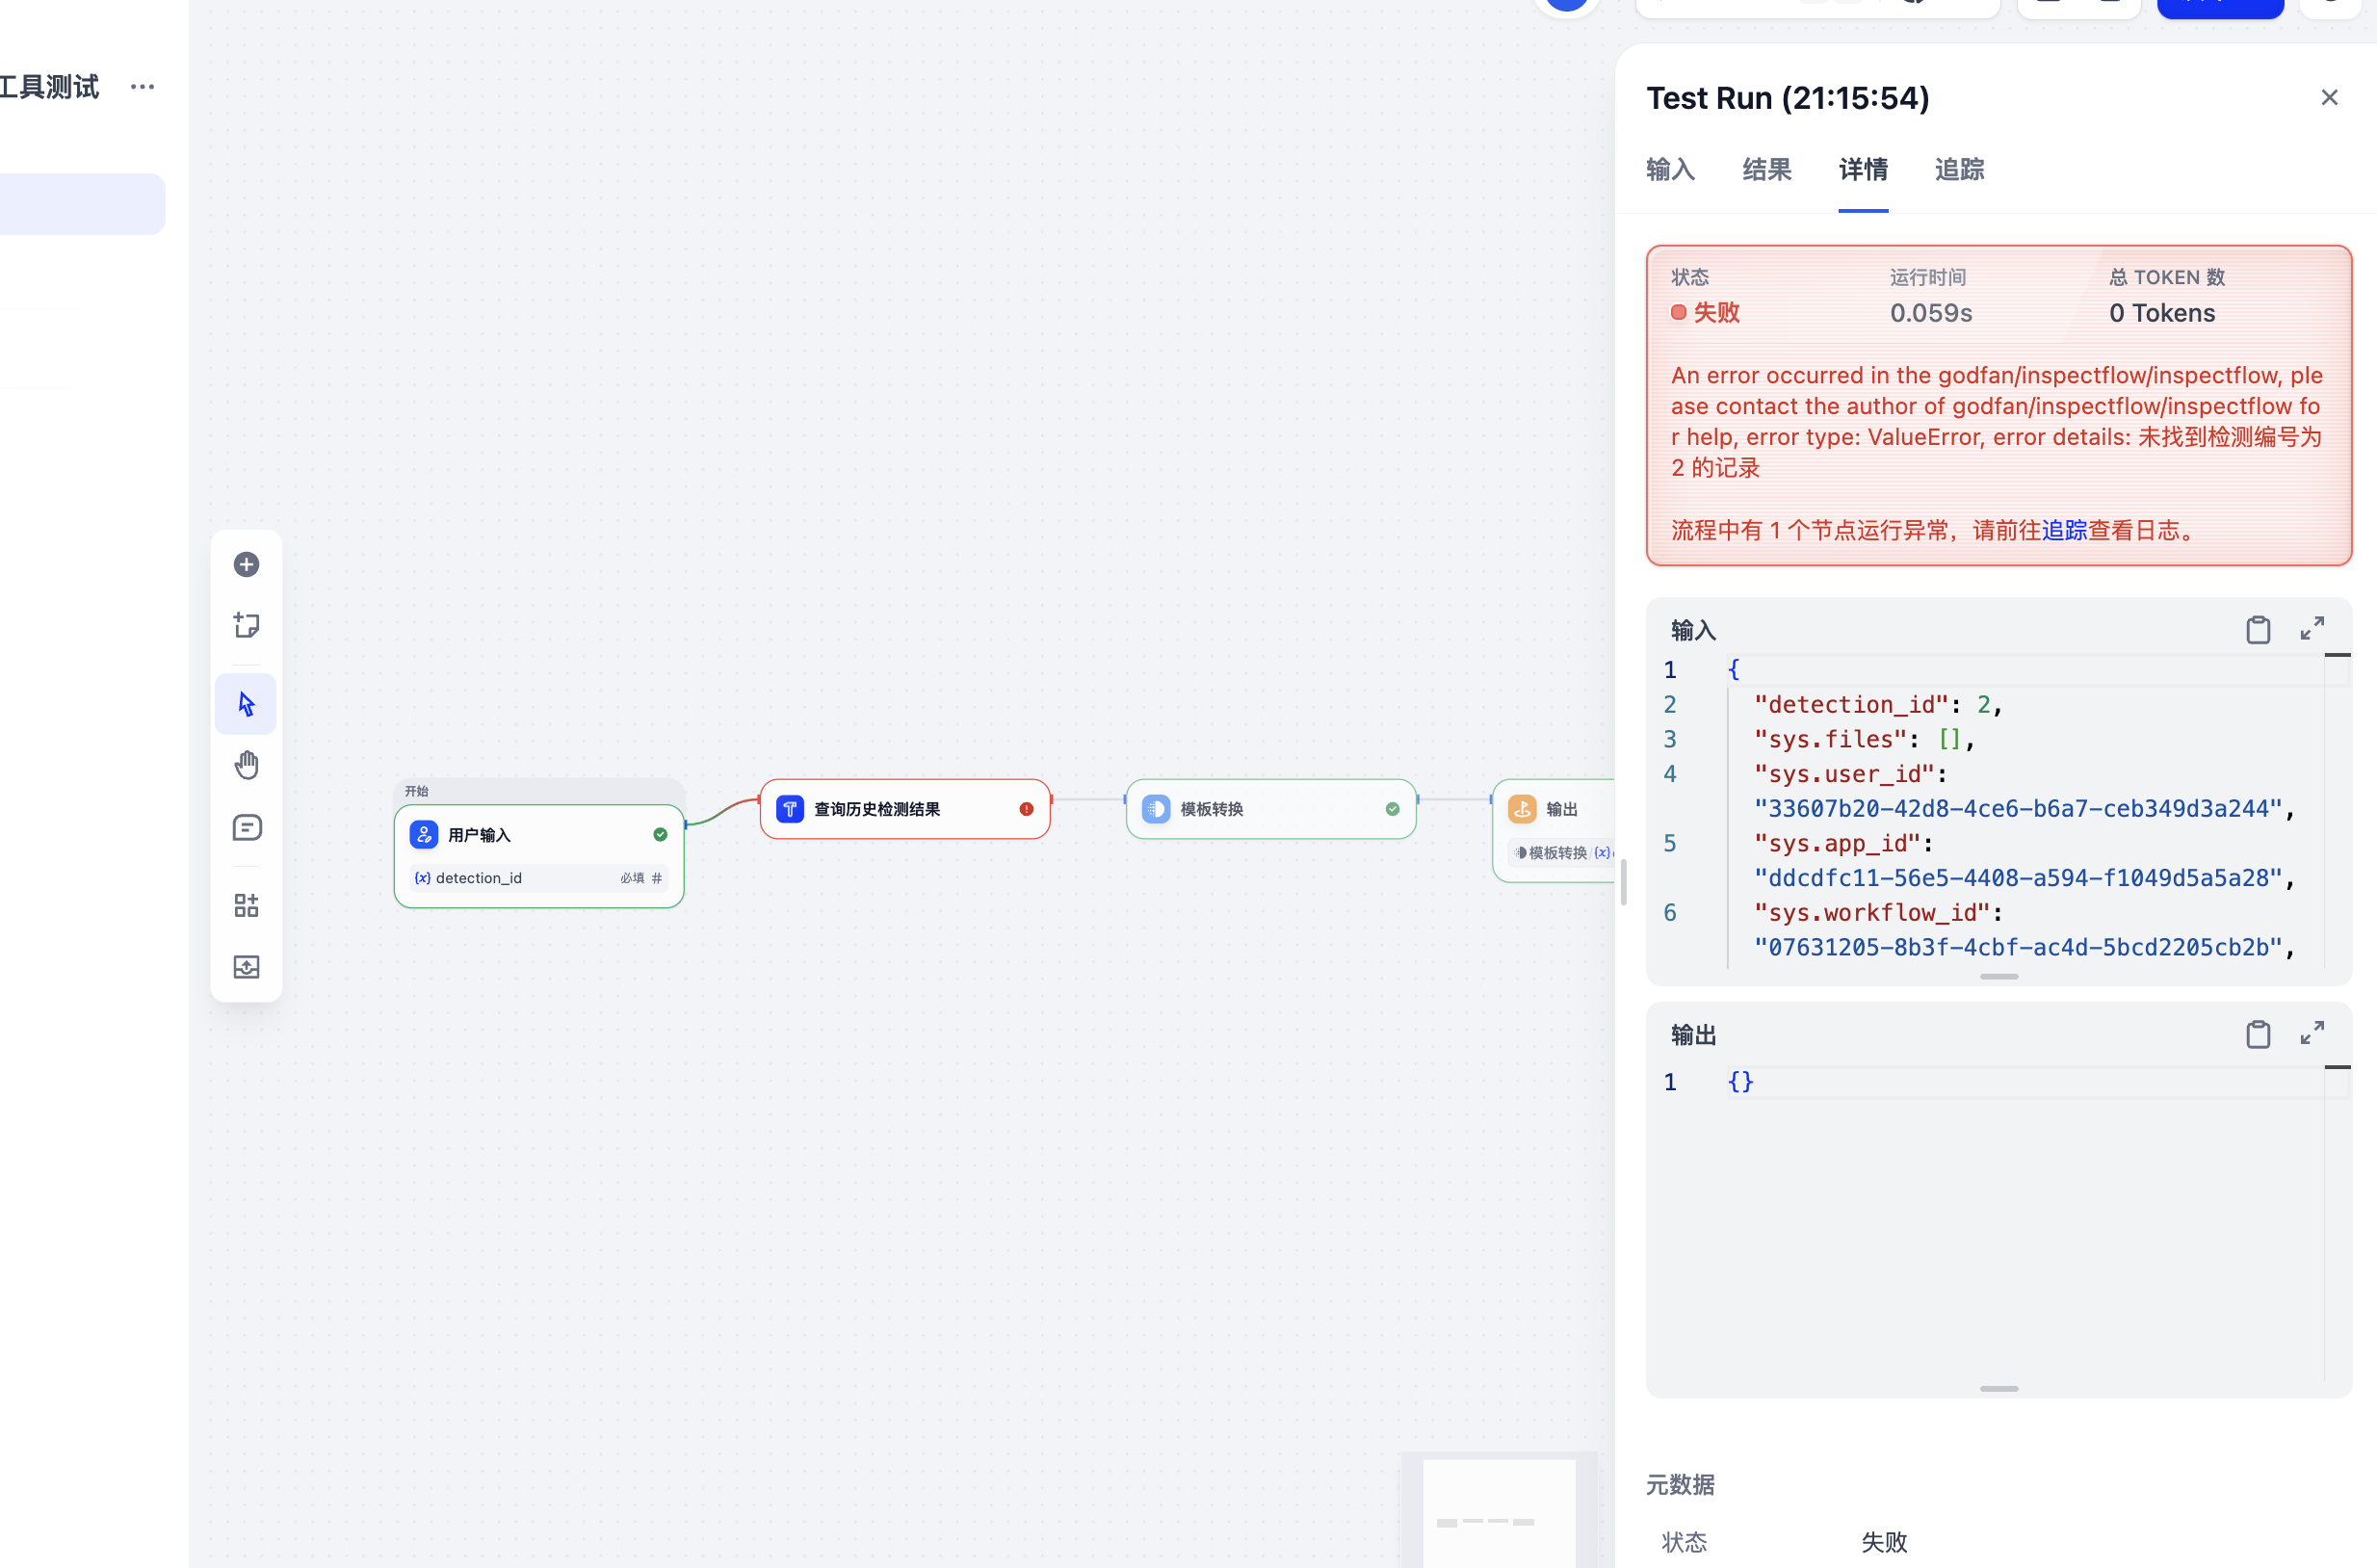 工具测试
开始
用户输入
detection_id
必填
查询历史检测结果
模板转换
输出
模板转换
Test Run (21:15:54)
输入 结果 详情 追踪
状态 运行时间 总 TOKEN 数
失败 0.059s 0 Tokens
An error occurred in the godfan/inspectflow/inspectflow, ple
ase contact the author of godfan/inspectflow/inspectflow fo
r help, error type: ValueError, error details: 未找到检测编号为
2 的记录
流程中有 1 个节点运行异常，请前往追踪查看日志。
输入
1 {
2 "detection_id": 2,
3 "sys.files": [],
4 "sys.user_id":
"33607b20-42d8-4ce6-b6a7-ceb349d3a244",
5 "sys.app_id":
"ddcdfc11-56e5-4408-a594-f1049d5a5a28",
6 "sys.workflow_id":
"07631205-8b3f-4cbf-ac4d-5bcd2205cb2b",
输出
1 {}
元数据
状态 失败